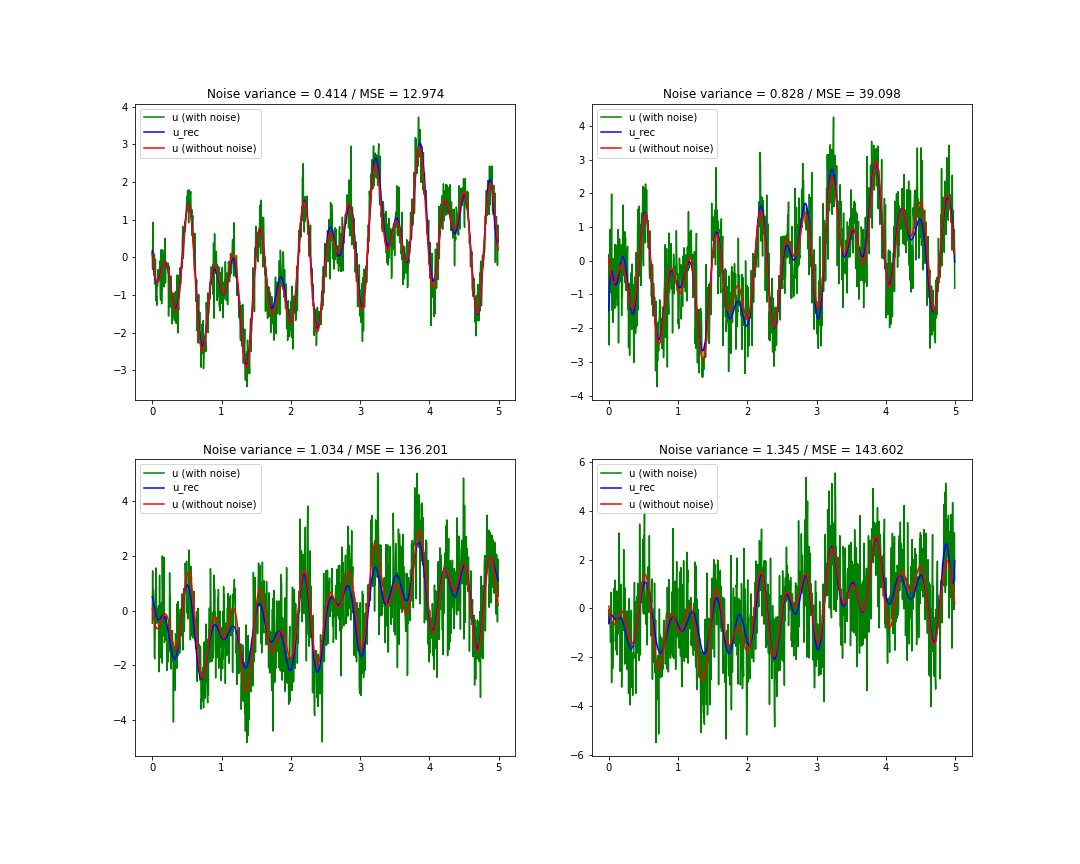 Noise variance = 0.414 / MSE = 12.974
u (with noise)
u_rec
u (without noise)
4
3
2
1
0
−1
−2
−3
0 1 2 3 4 5
Noise variance = 0.828 / MSE = 39.098
u (with noise)
u_rec
u (without noise)
4
3
2
1
0
−1
−2
−3
−4
0 1 2 3 4 5
Noise variance = 1.034 / MSE = 136.201
u (with noise)
u_rec
u (without noise)
4
2
0
−2
−4
0 1 2 3 4 5
Noise variance = 1.345 / MSE = 143.602
u (with noise)
u_rec
u (without noise)
6
4
2
0
−2
−4
−6
0 1 2 3 4 5